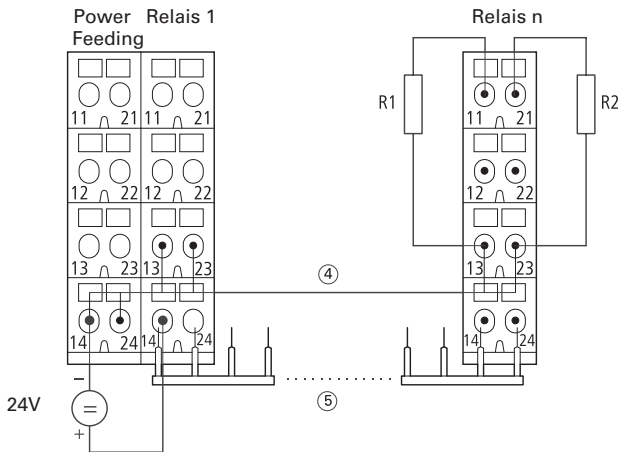 Power Relais 1 Relais n
Feeding
R1 R2
11 21 11 21 11 21
12 22 12 22 12 22
13 23 13 23 13 23
④
14 24 14 24 14 24
−
24V =
⑤
+